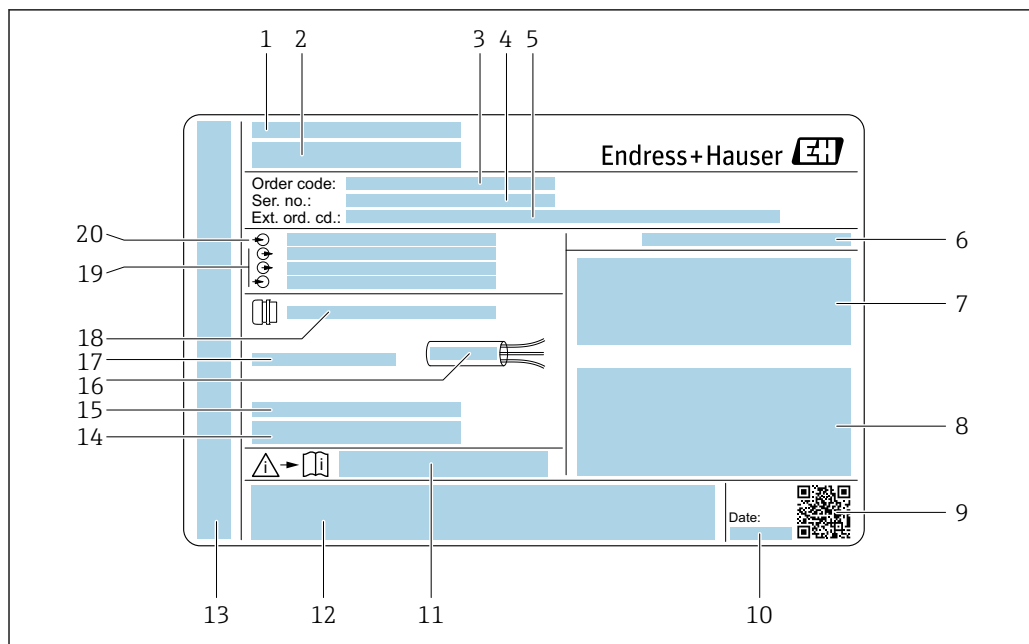 1 2 3 4 5
Endress+Hauser EH
Order code:
Ser. no.:
Ext. ord. cd.:
20
6
19
7
18
17
16
15
14
8
i i
Date:
9
13 12 11 10